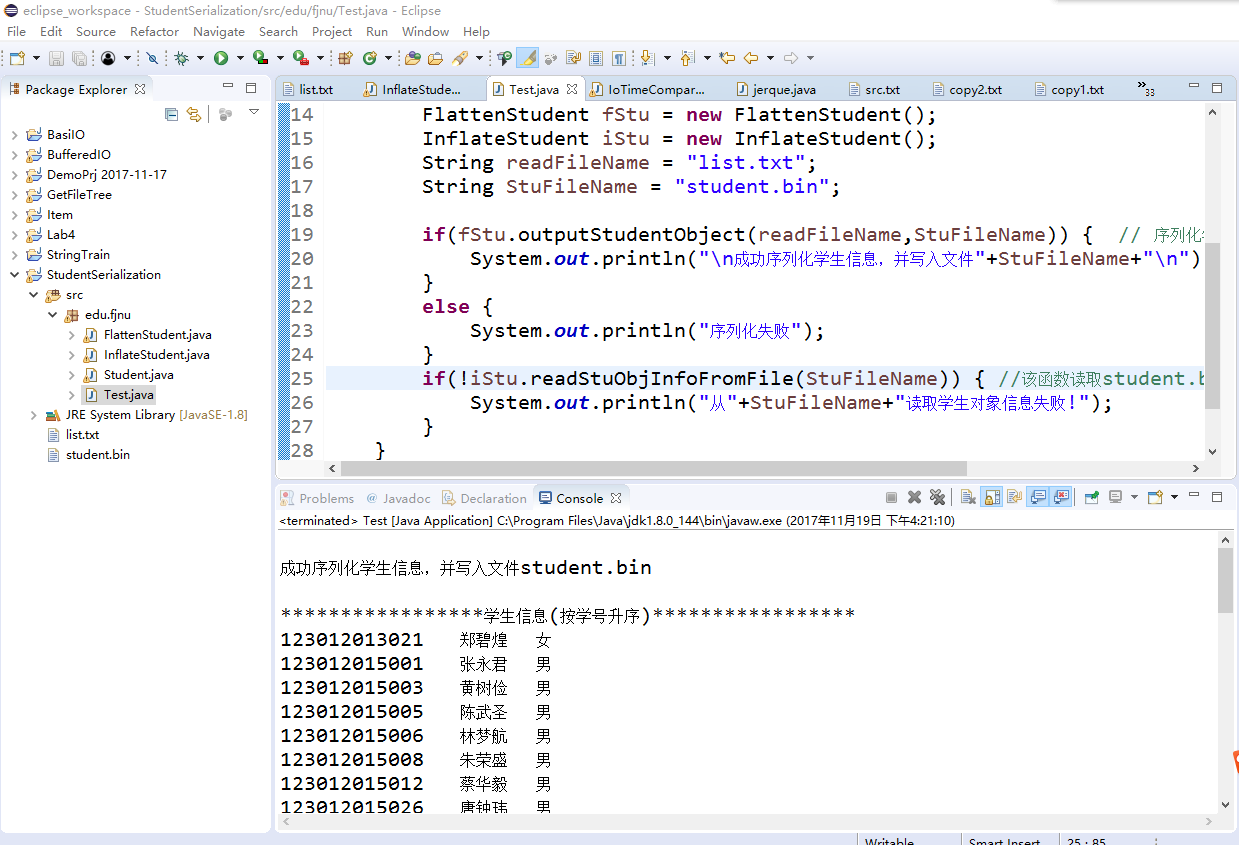 eclipse_workspace - StudentSerialization/src/edu/fjnu/Test.java - Eclipse
File Edit Source Refactor Navigate Search Project Run Window Help
Package Explorer
BasiIO
BufferedIO
DemoPrj 2017-11-17
GetFileTree
Item
Lab4
StringTrain
StudentSerialization
src
edu.fjnu
FlattenStudent.java
InflateStudent.java
Student.java
Test.java
JRE System Library [JavaSE-1.8]
list.txt
student.bin
list.txt InflateStude... Test.java IoTimeCompar... jerque.java src.txt copy2.txt copy1.txt »33
14 FlattenStudent fStu = new FlattenStudent();
15 InflateStudent iStu = new InflateStudent();
16 String readFileName = "list.txt";
17 String StuFileName = "student.bin";
18
19 if(fStu.outputStudentObject(readFileName,StuFileName)) { // 序列化
20 System.out.println("\n成功序列化学生信息，并写入文件"+StuFileName+"\n")
21 }
22 else {
23 System.out.println("序列化失败");
24 }
25 if(!iStu.readStuObjInfoFromFile(StuFileName)) { //该函数读取student.b
26 System.out.println("从"+StuFileName+"读取学生对象信息失败!");
27 }
28 }
Problems @ Javadoc Declaration Console
<terminated> Test [Java Application] C:\Program Files\Java\jdk1.8.0_144\bin\javaw.exe (2017年11月19日 下午4:21:10)
成功序列化学生信息，并写入文件student.bin
*****************学生信息(按学号升序)*****************
123012013021 郑碧煌 女
123012015001 张永君 男
123012015003 黄树俭 男
123012015005 陈武圣 男
123012015006 林梦航 男
123012015008 朱荣盛 男
123012015012 蔡华毅 男
123012015026 唐钟玮 男
Writable Smart Insert 25 : 85